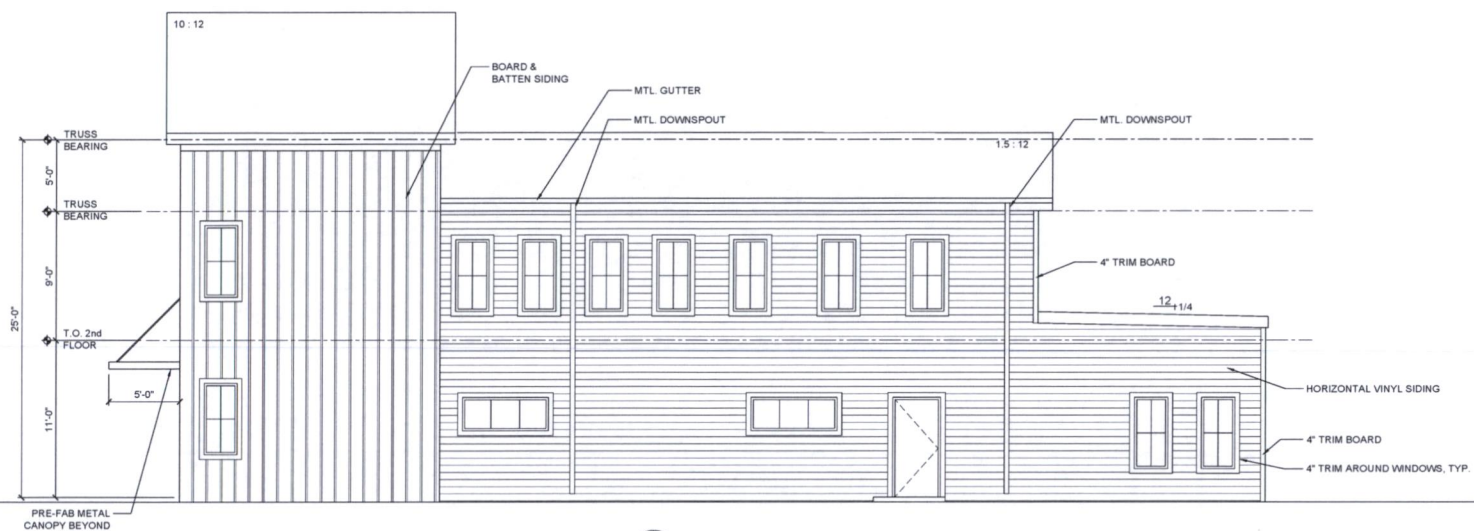 10 : 12
BOARD &
BATTEN SIDING
MTL. GUTTER
MTL. DOWNSPOUT
MTL. DOWNSPOUT
TRUSS
BEARING
1.5 : 12
5'-0"
TRUSS
BEARING
9'-0"
25'-0"
4" TRIM BOARD
12
1/4
T.O. 2nd
FLOOR
5'-0"
11'-0"
HORIZONTAL VINYL SIDING
4" TRIM BOARD
4" TRIM AROUND WINDOWS, TYP.
PRE-FAB METAL
CANOPY BEYOND